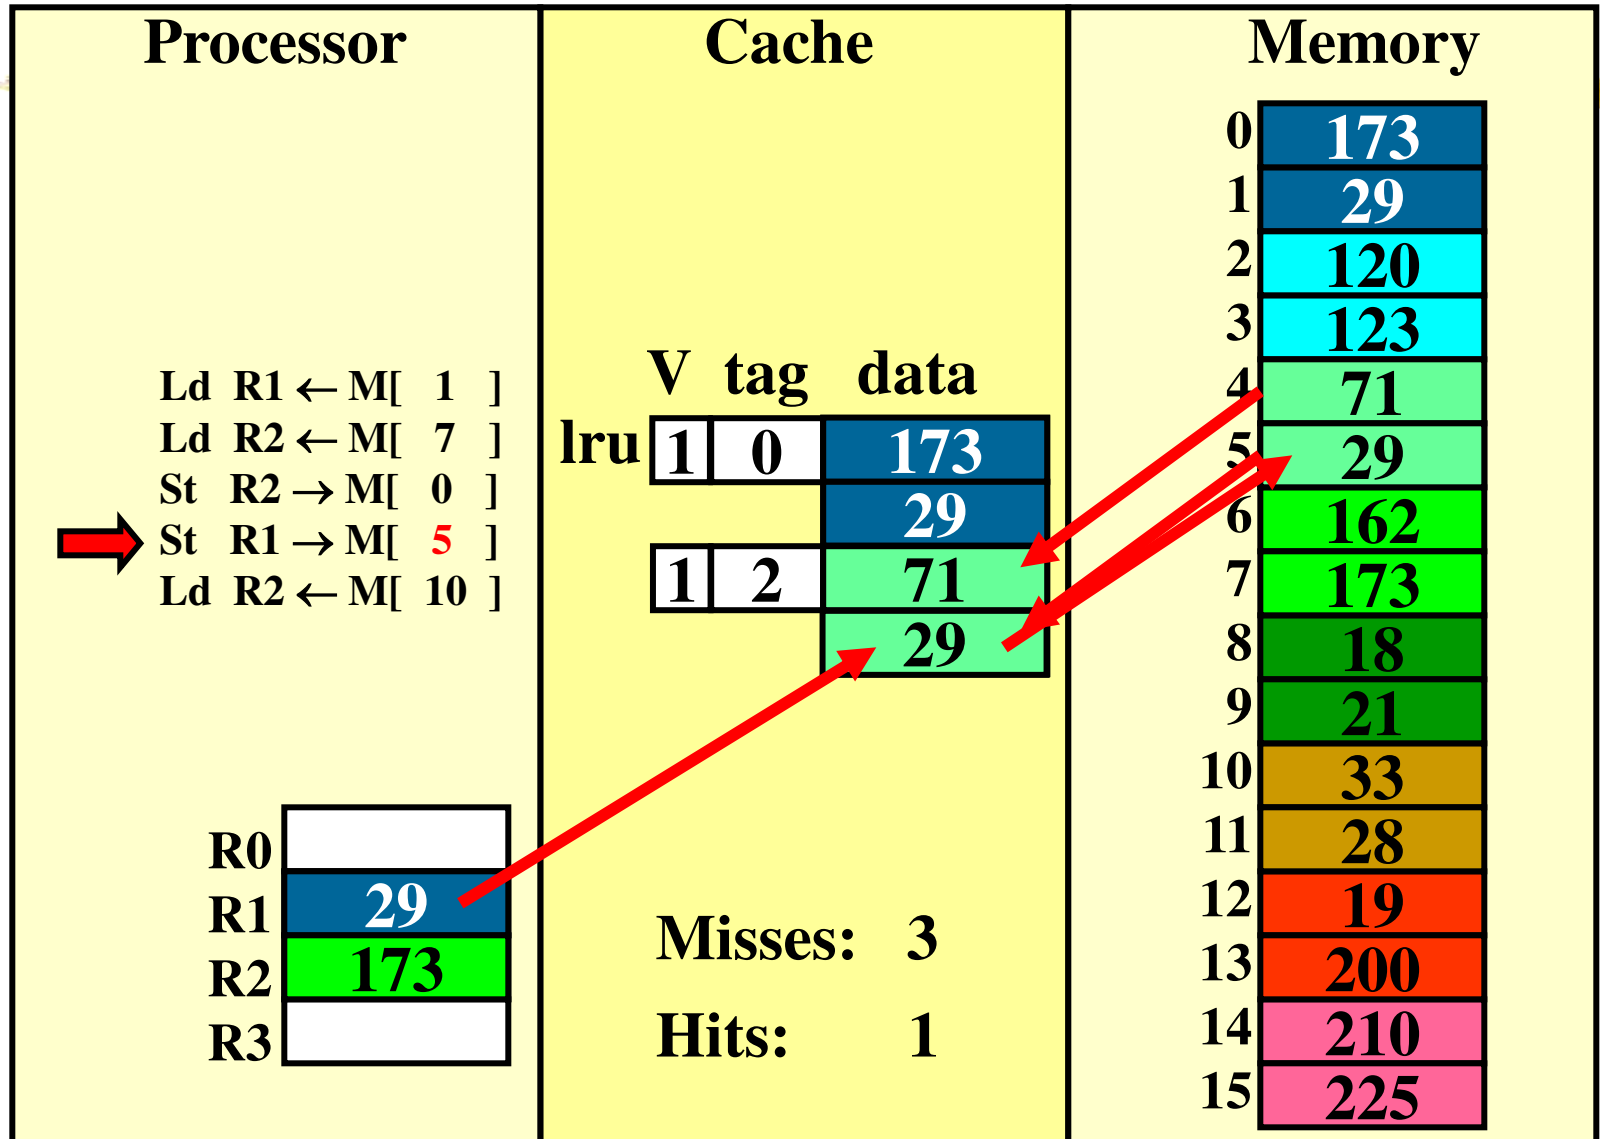 Processor
Ld R1 ← M[ 1 ]
Ld R2 ← M[ 7 ]
St R2 → M[ 0 ]
St R1 → M[ 5 ]
Ld R2 ← M[ 10 ]
R0
R1 29
R2 173
R3
Cache
V tag data
lru 1 0 173
29
1 2 71
29
Misses: 3
Hits: 1
Memory
0 173
1 29
2 120
3 123
4 71
5 29
6 162
7 173
8 18
9 21
10 33
11 28
12 19
13 200
14 210
15 225